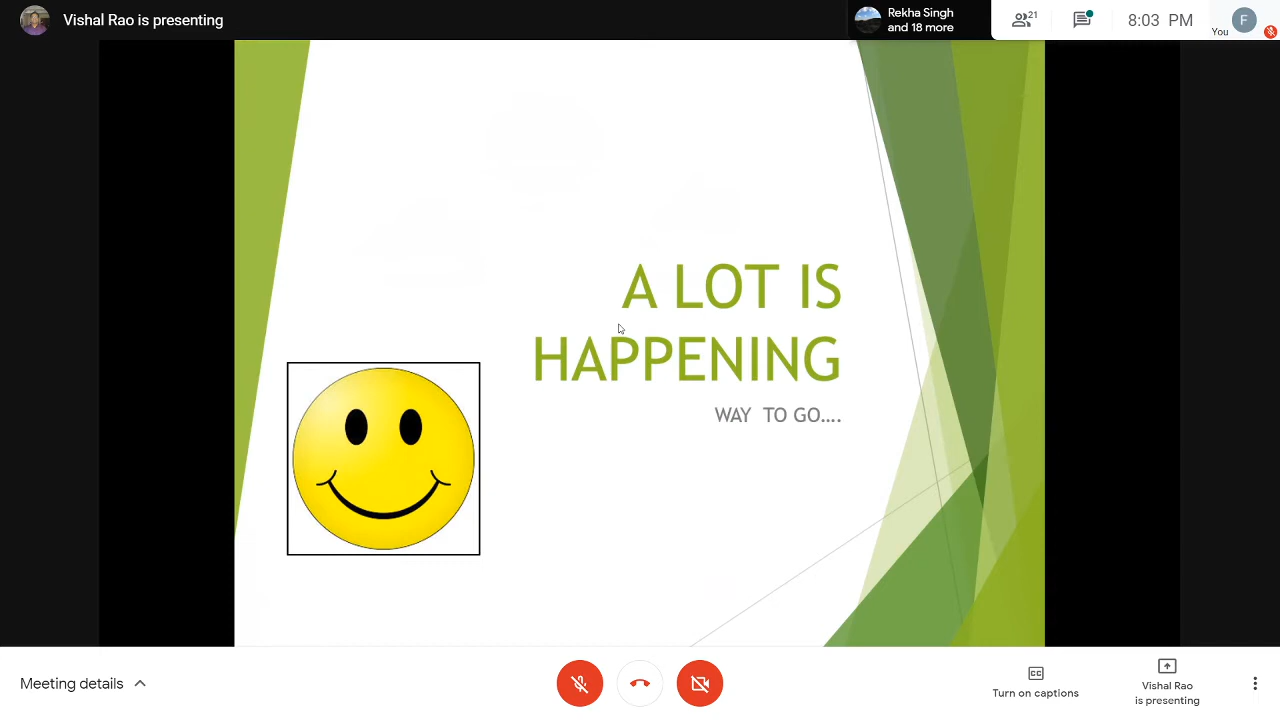 Vishal Rao is presenting
Rekha Singh
and 18 more
21
8:03 PM
You
F
A LOT IS
HAPPENING
WAY TO GO....
Meeting details
CC
Turn on captions
Vishal Rao
is presenting